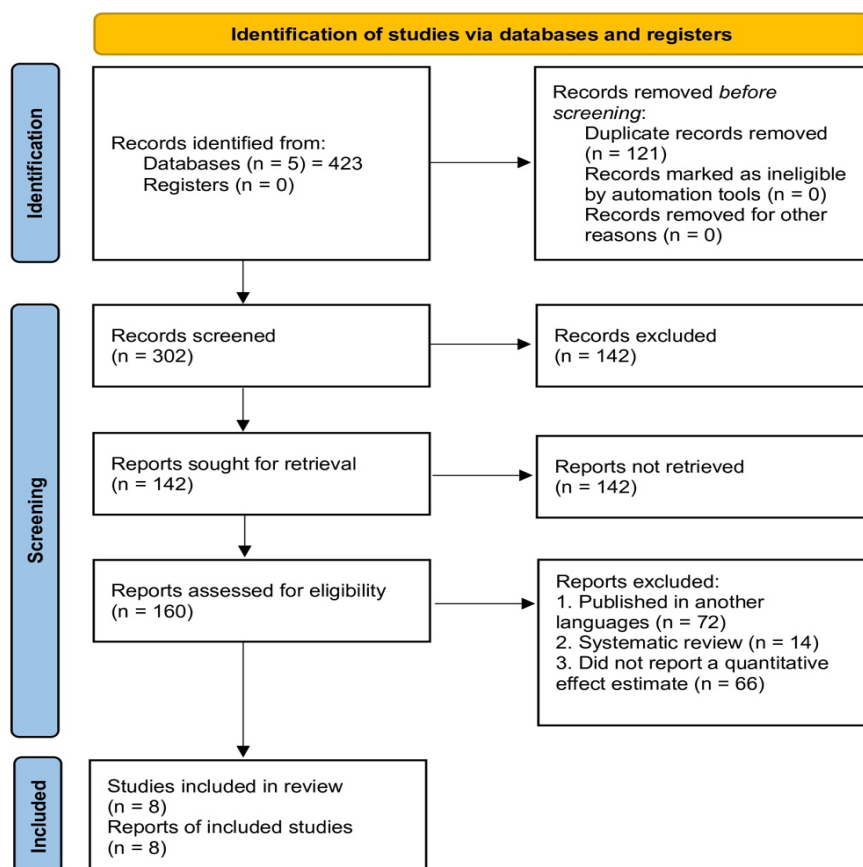 Identification of studies via databases and registers
Identification
Records identified from:
Databases (n = 5) = 423
Registers (n = 0)
Records removed before
screening:
Duplicate records removed
(n = 121)
Records marked as ineligible
by automation tools (n = 0)
Records removed for other
reasons (n = 0)
Screening
Records screened
(n = 302)
Records excluded
(n = 142)
Reports sought for retrieval
(n = 142)
Reports not retrieved
(n = 142)
Reports assessed for eligibility
(n = 160)
Reports excluded:
1. Published in another
languages (n = 72)
2. Systematic review (n = 14)
3. Did not report a quantitative
effect estimate (n = 66)
Included
Studies included in review
(n = 8)
Reports of included studies
(n = 8)